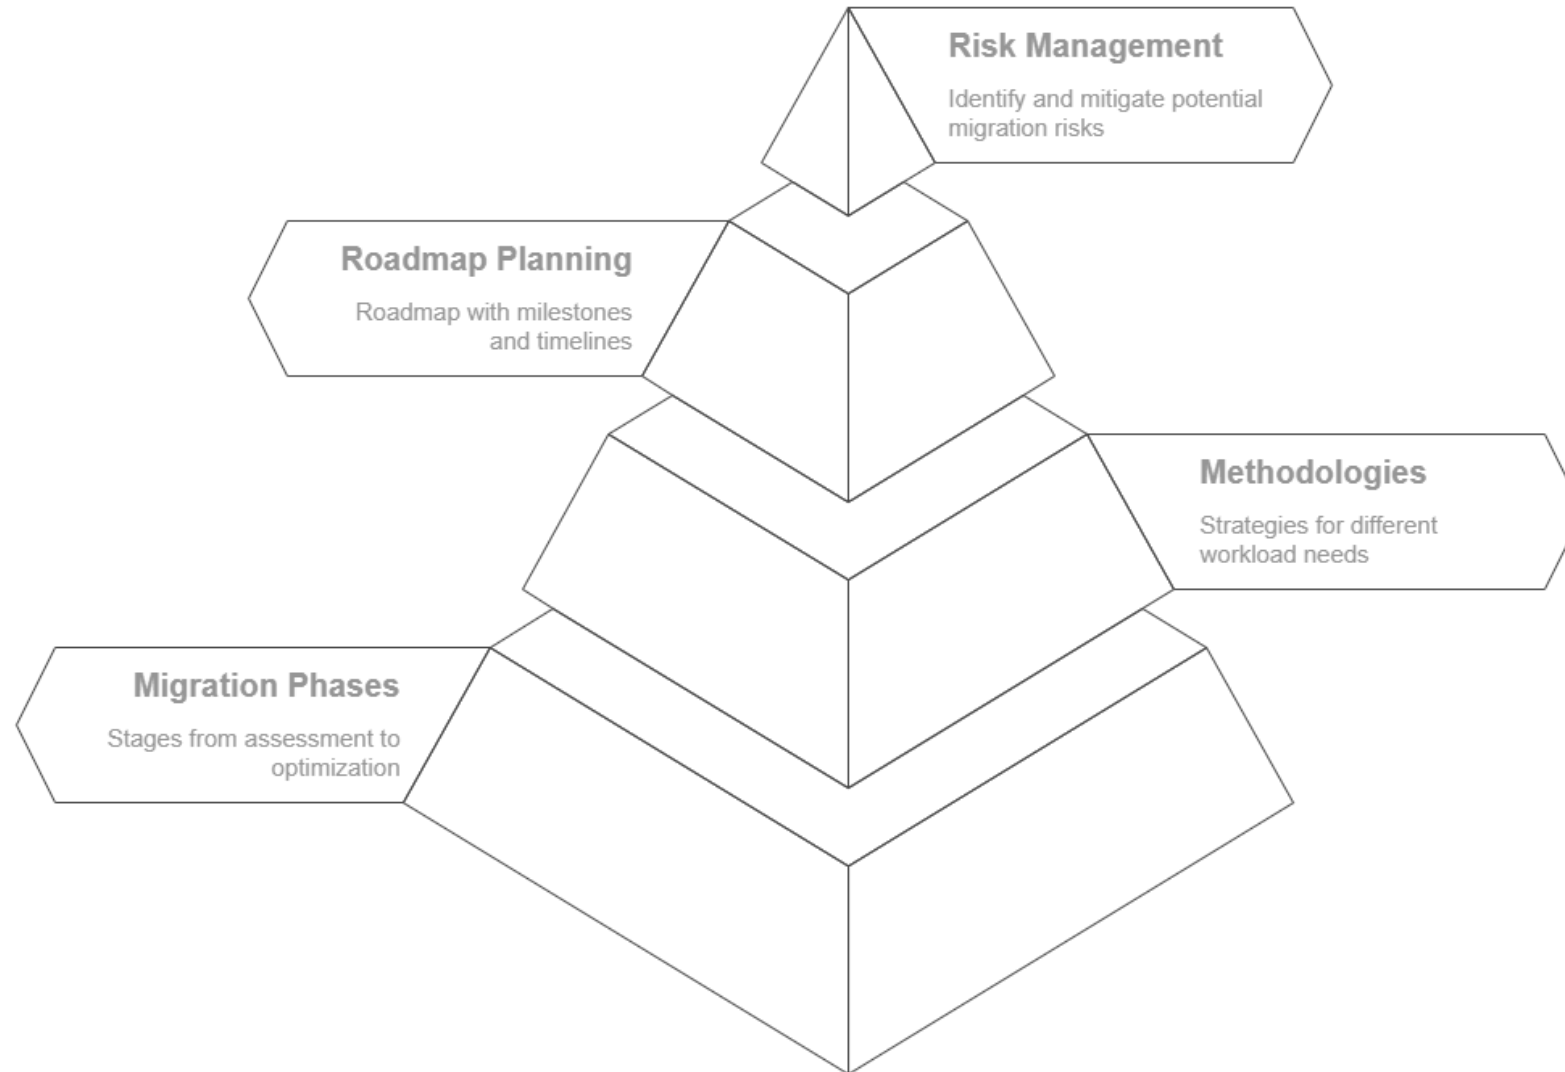 Risk Management
Identify and mitigate potential
migration risks
Roadmap Planning
Roadmap with milestones
and timelines
Methodologies
Strategies for different
workload needs
Migration Phases
Stages from assessment to
optimization